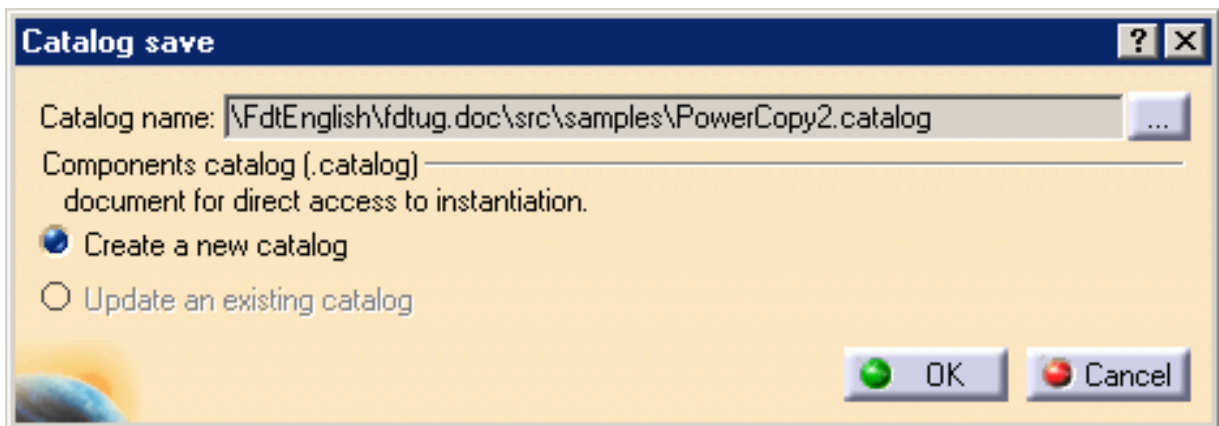 Catalog save
Catalog name: \FdtEnglish\fdtug.doc\src\samples\PowerCopy2.catalog ...
Components catalog (.catalog)
document for direct access to instantiation.
Create a new catalog
Update an existing catalog
OK Cancel